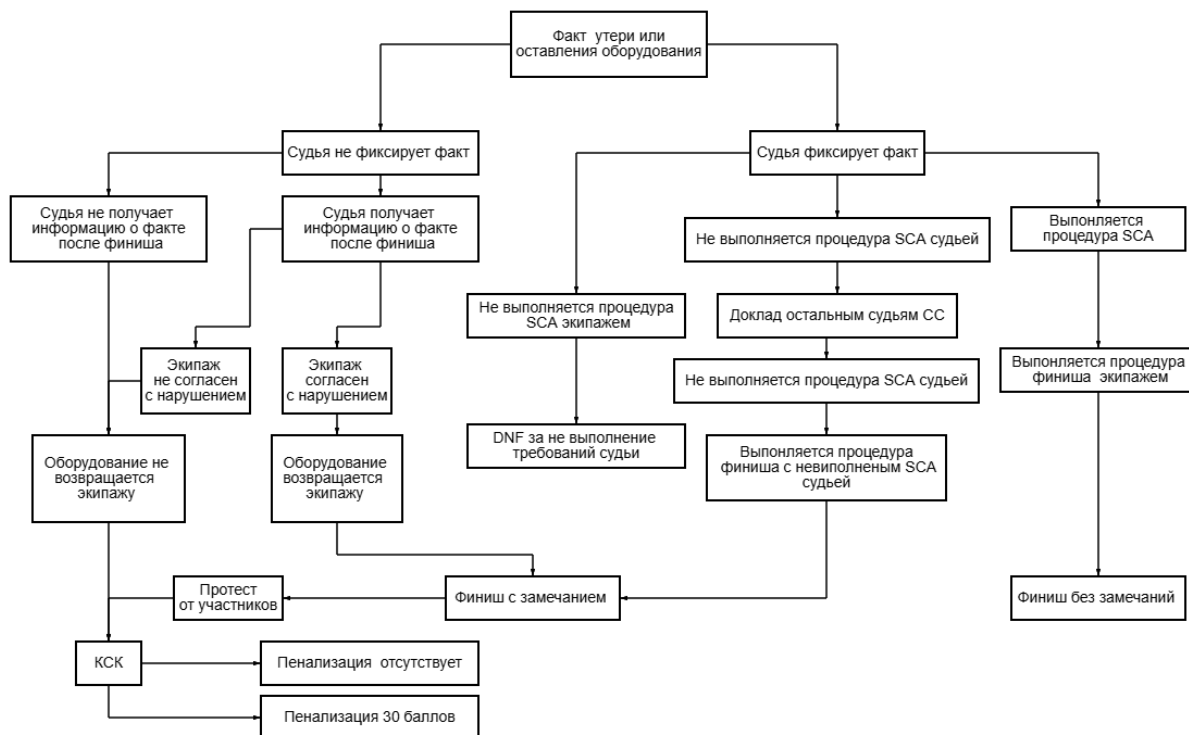 Факт утери или
оставления оборудования
Судья не фиксирует факт
Судья фиксирует факт
Судья не получает
информацию о факте
после финиша
Судья получает
информацию о факте
после финиша
Не выполняется процедура SCA судьей
Выпонляется
процедура SCA
Не выполняется процедура
SCA экипажем
Доклад остальным судьям СС
Экипаж
не согласен
с нарушением
Экипаж
согласен
с нарушением
Не выполняется процедура SCA судьей
Выпонляется процедура
финиша экипажем
DNF за не выполнение
требований судьи
Оборудование не
возвращается
экипажу
Оборудование
возвращается
экипажу
Выпонляется процедура
финиша с невиполненым SCA
судьей
Протест
от участников
Финиш с замечанием
Финиш без замечаний
КСК
Пенализация отсутствует
Пенализация 30 баллов